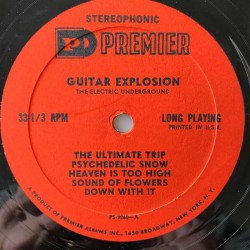 STEREOPHONIC
PREMIER
GUITAR EXPLOSION
THE ELECTRIC UNDERGROUND
33-1/3 RPM
LONG PLAYING
PRINTED IN U.S.A.
THE ULTIMATE TRIP
PSYCHEDELIC SNOW
HEAVEN IS TOO HIGH
SOUND OF FLOWERS
DOWN WITH IT
A PRODUCT OF PREMIER ALBUMS INC., 1650 BROADWAY, NEW YORK, N. Y.